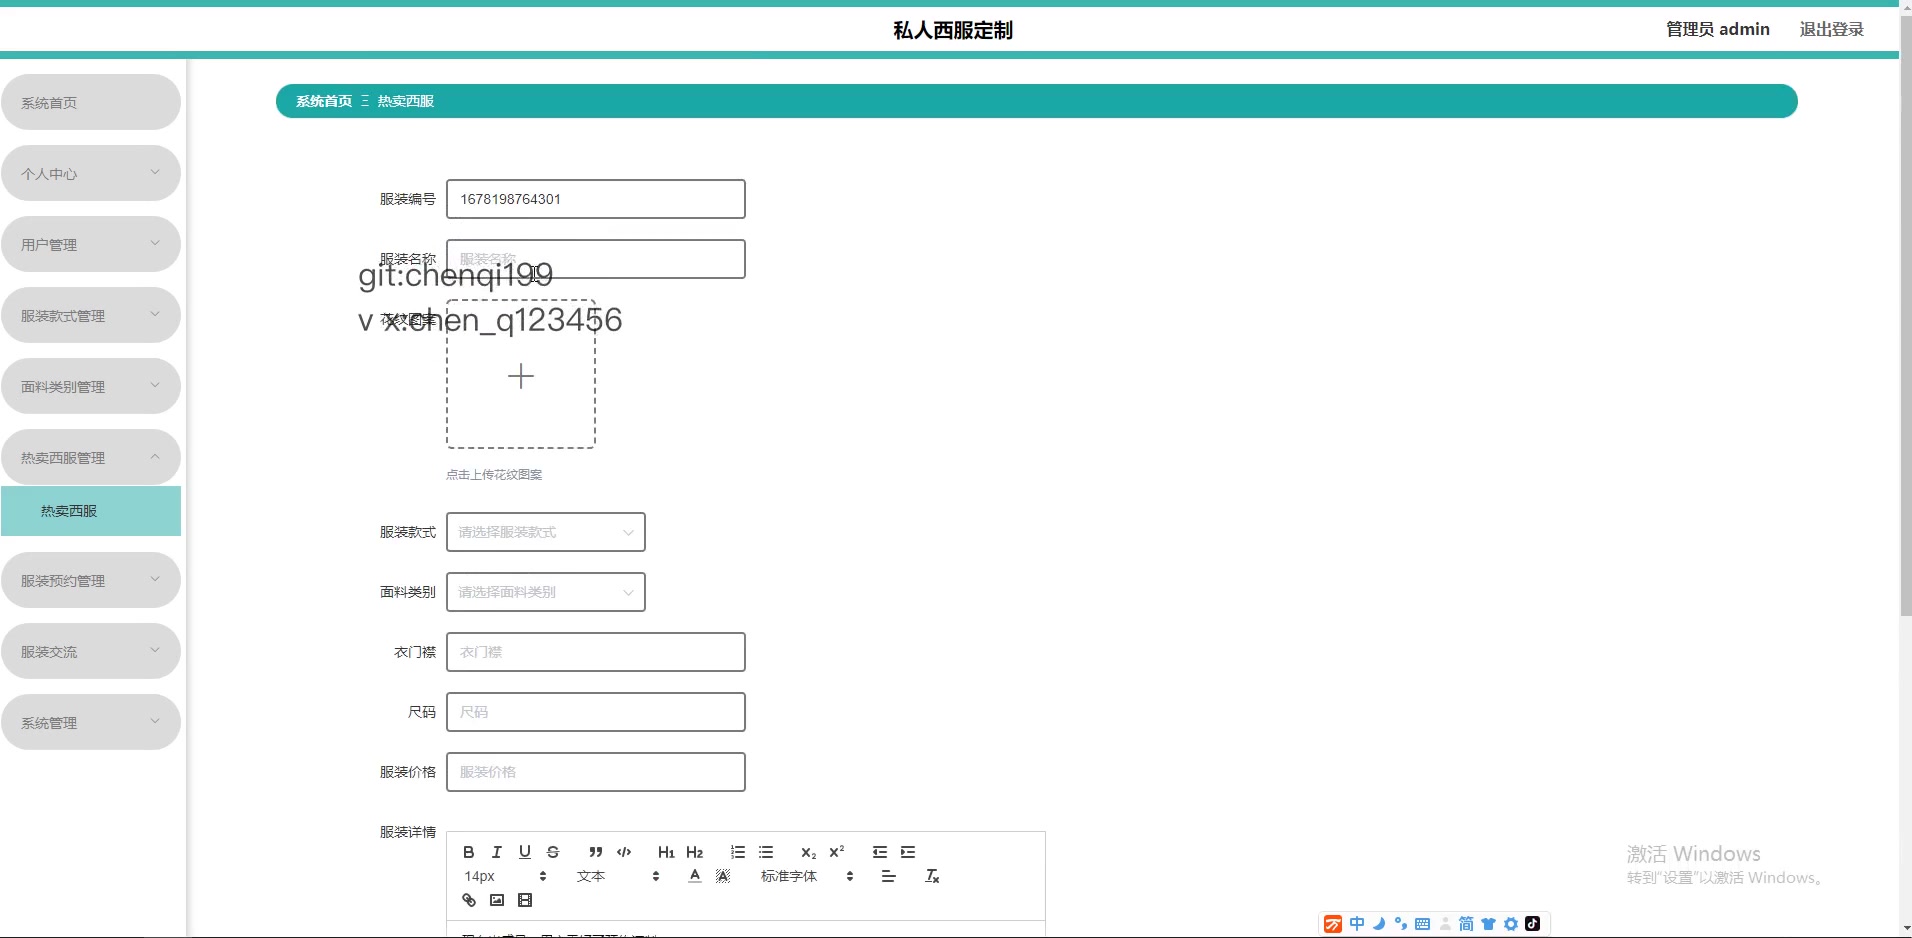 私人西服定制
管理员 admin
退出登录
系统首页
个人中心
用户管理
服装款式管理
面料类别管理
热卖西服管理
热卖西服
服装预约管理
服装交流
系统管理
系统首页 Ξ 热卖西服
服装编号 1678198764301
服装名称 服装名称
git:chenqi199
花纹图案
v x:chen_q123456
点击上传花纹图案
服装款式 请选择服装款式
面料类别 请选择面料类别
衣门襟 衣门襟
尺码 尺码
服装价格 服装价格
服装详情
B I U S H1 H2 X2 X2
14px 文本 A A 标准字体 Tx
激活 Windows
转到"设置"以激活 Windows。
中 简